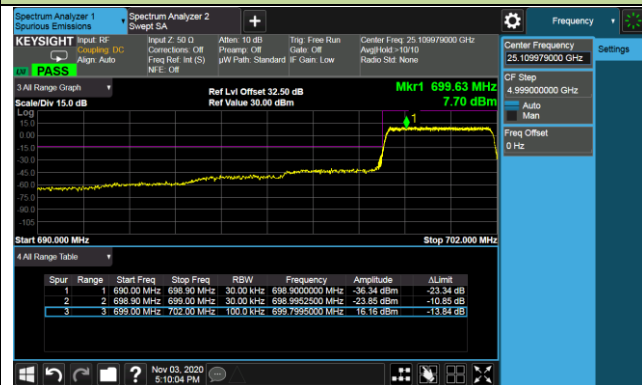 Spectrum Analyzer 1
Spurious Emissions
Spectrum Analyzer 2
Swept SA
Frequency
KEYSIGHT
Input: RF
Coupling: DC
Align: Auto
Input Z: 50 Ω
Corrections: Off
Freq Ref: Int (S)
NFE: Off
Atten: 10 dB
Preamp: Off
µW Path: Standard
Trig: Free Run
Gate: Off
IF Gain: Low
Center Freq: 25.109979000 GHz
Avg|Hold:>10/10
Radio Std: None
PASS
Center Frequency
25.109979000 GHz
Settings
CF Step
4.999000000 GHz
Auto
Man
Freq Offset
0 Hz
3 All Range Graph
Scale/Div 15.0 dB
Ref Lvl Offset 32.50 dB
Ref Value 30.00 dBm
Mkr1 699.63 MHz
7.70 dBm
Log
15.0
0.00
-15.0
-30.0
-45.0
-60.0
-75.0
-90.0
-105
1
Start 690.000 MHz
Stop 702.000 MHz
4 All Range Table
Spur Range Start Freq Stop Freq RBW Frequency Amplitude ΔLimit
1 1 690.00 MHz 698.90 MHz 30.00 kHz 698.9000000 MHz -36.34 dBm -23.34 dB
2 2 698.90 MHz 699.00 MHz 30.00 kHz 698.9952500 MHz -23.85 dBm -10.85 dB
3 3 699.00 MHz 702.00 MHz 100.0 kHz 699.7995000 MHz 16.16 dBm -13.84 dB
?
Nov 03, 2020
5:10:04 PM